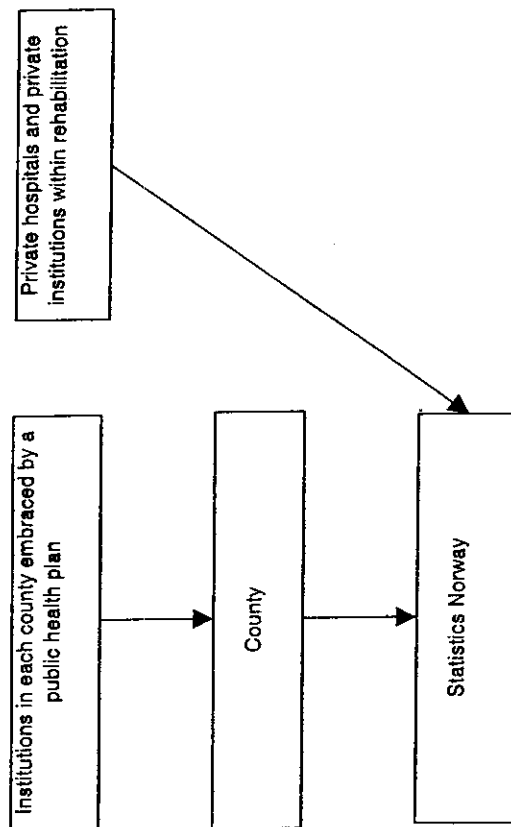 Institutions in each county embraced by a
public health plan
Private hospitals and private
institutions within rehabilitation
County
Statistics Norway